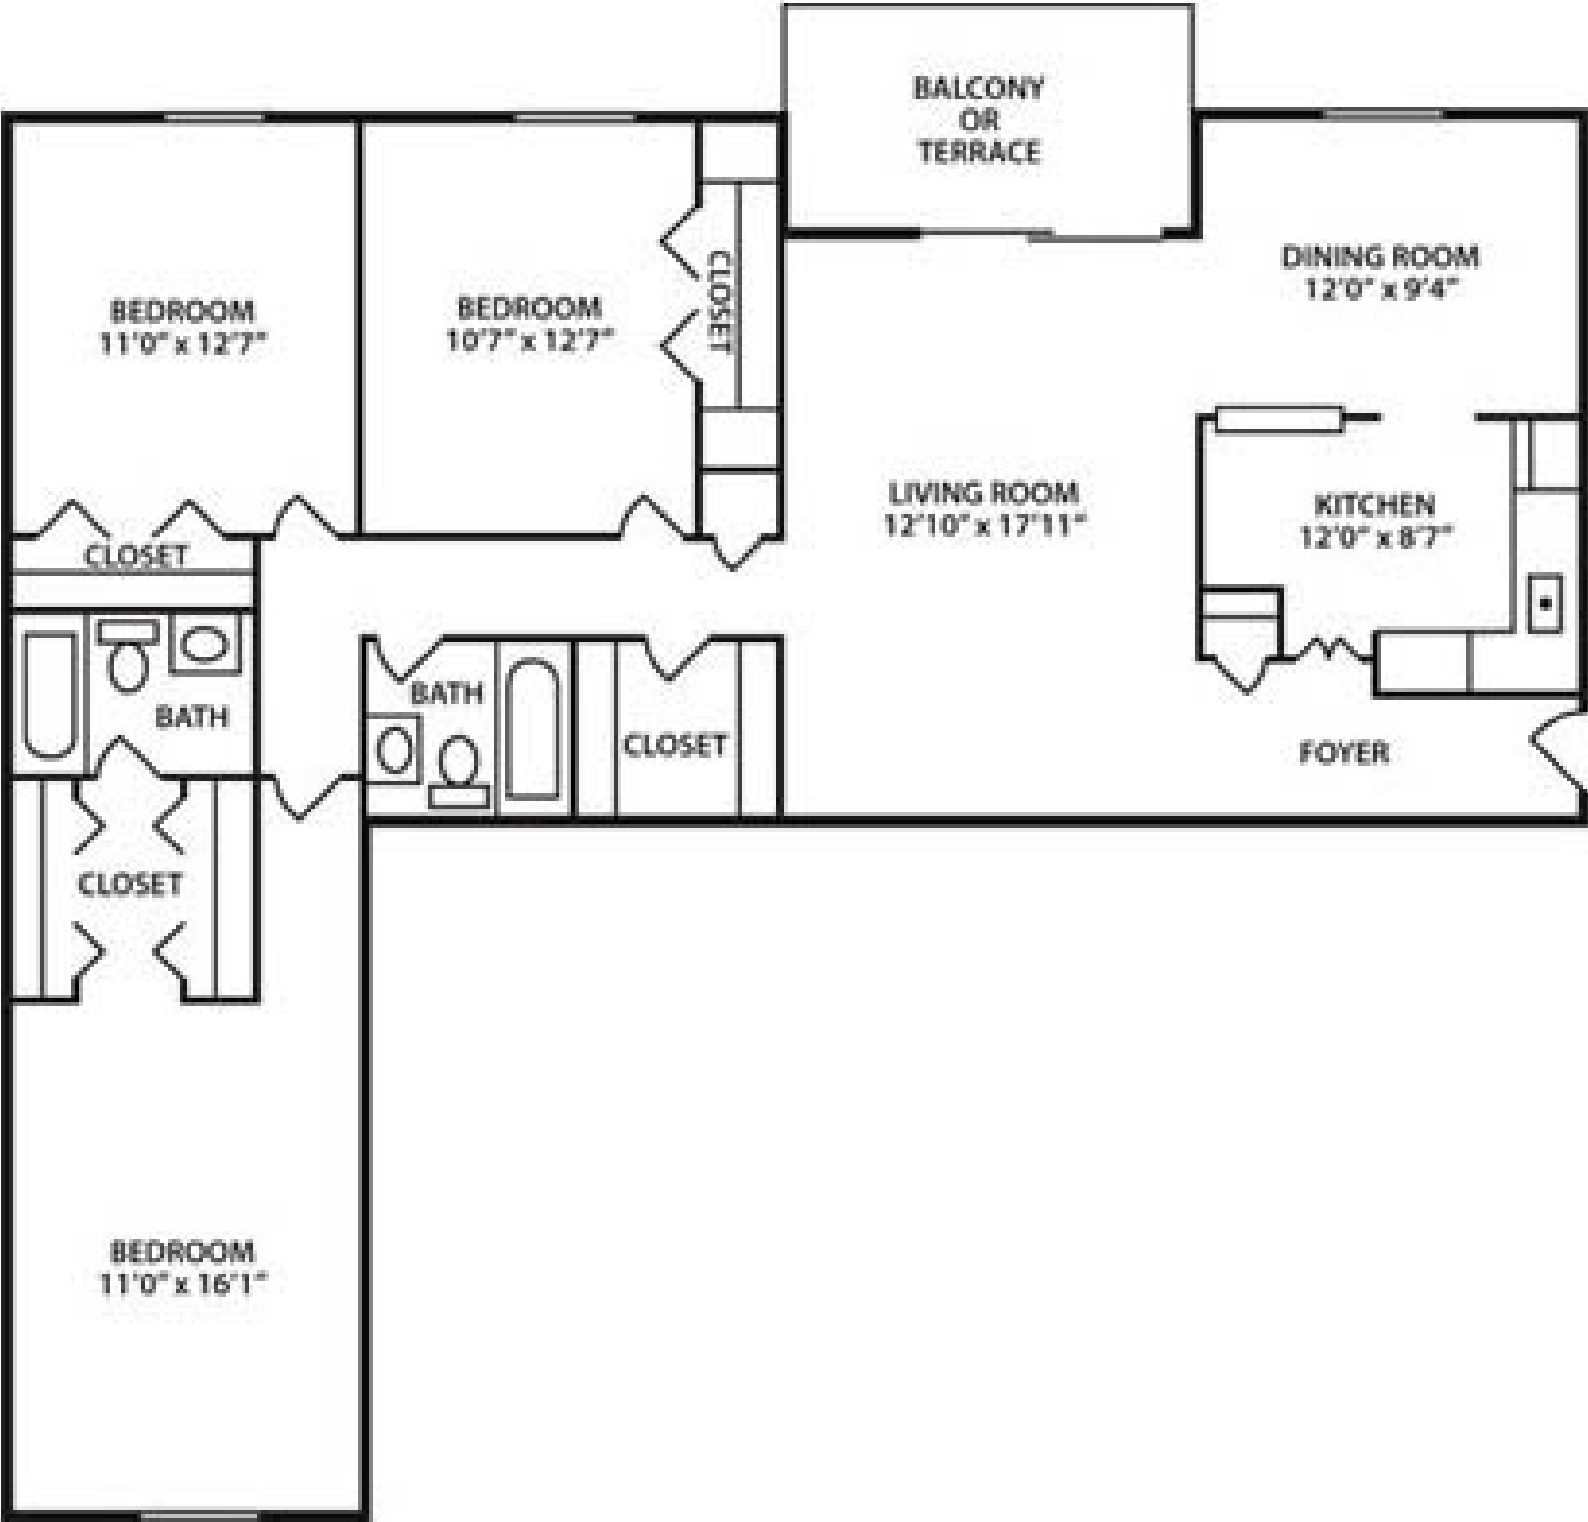 BALCONY
OR
TERRACE
DINING ROOM
12'0" x 9'4"
BEDROOM
11'0" x 12'7"
BEDROOM
10'7" x 12'7"
CLOSET
LIVING ROOM
12'10" x 17'11"
KITCHEN
12'0" x 8'7"
CLOSET
BATH
BATH
CLOSET
FOYER
CLOSET
BEDROOM
11'0" x 16'1"